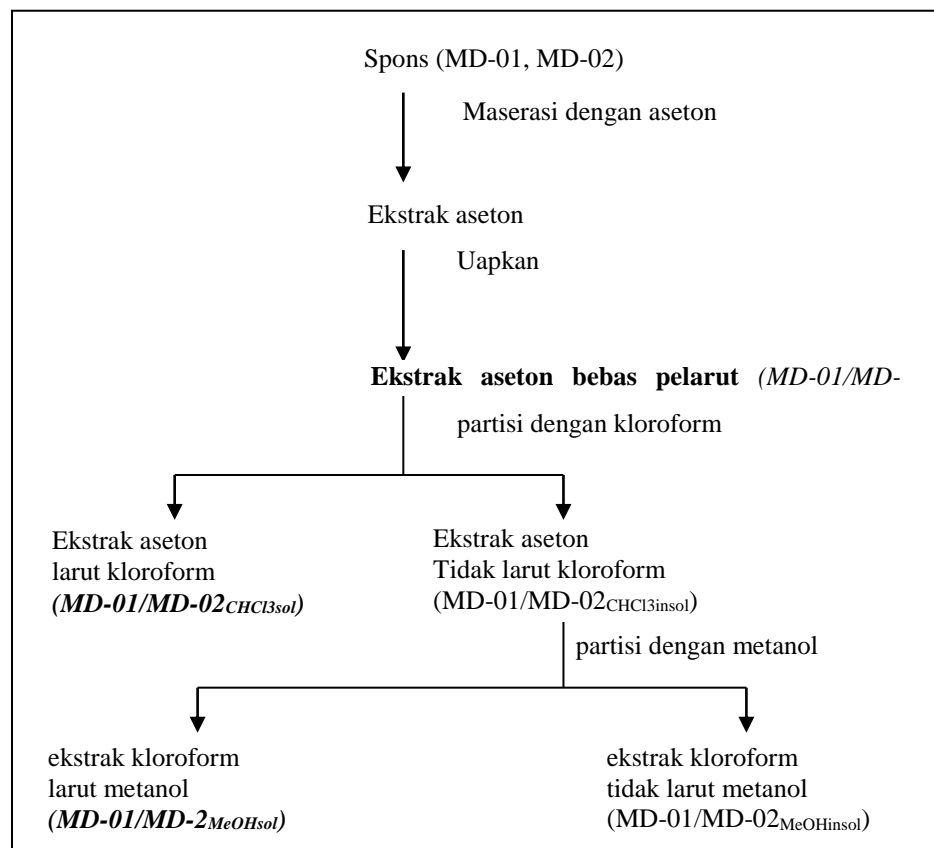 Spons (MD-01, MD-02)
Maserasi dengan aseton
Ekstrak aseton
Uapkan
Ekstrak aseton bebas pelarut (MD-01/MD-
partisi dengan kloroform
Ekstrak aseton
larut kloroform
(MD-01/MD-02CHCl3sol)
Ekstrak aseton
Tidak larut kloroform
(MD-01/MD-02CHCl3insol)
partisi dengan metanol
ekstrak kloroform
larut metanol
(MD-01/MD-2MeOHsol)
ekstrak kloroform
tidak larut metanol
(MD-01/MD-02MeOHinsol)